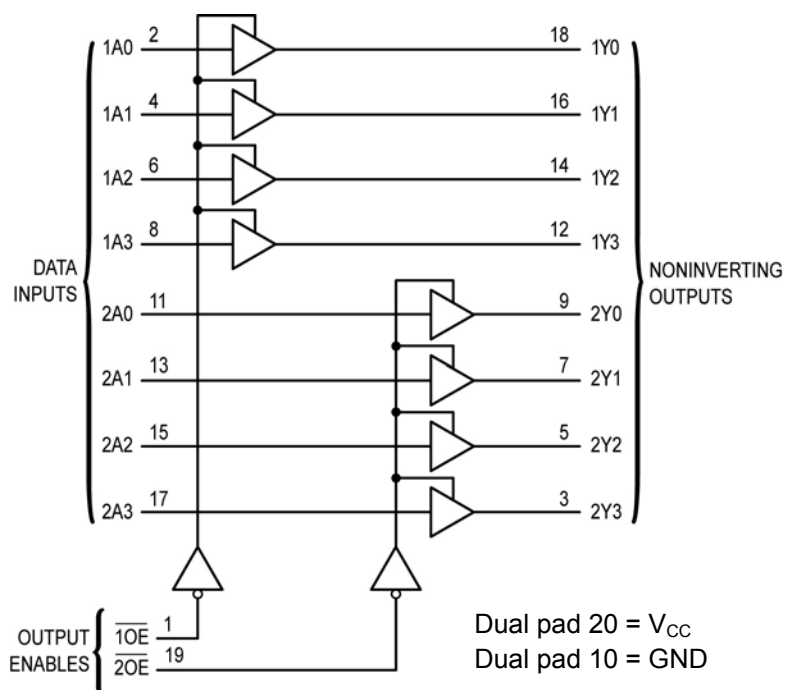 1A0 2 18 1Y0
1A1 4 16 1Y1
1A2 6 14 1Y2
1A3 8 12 1Y3
DATA
INPUTS
NONINVERTING
OUTPUTS
2A0 11 9 2Y0
2A1 13 7 2Y1
2A2 15 5 2Y2
2A3 17 3 2Y3
OUTPUT
ENABLES
1OE 1
2OE 19
Dual pad 20 = VCC
Dual pad 10 = GND